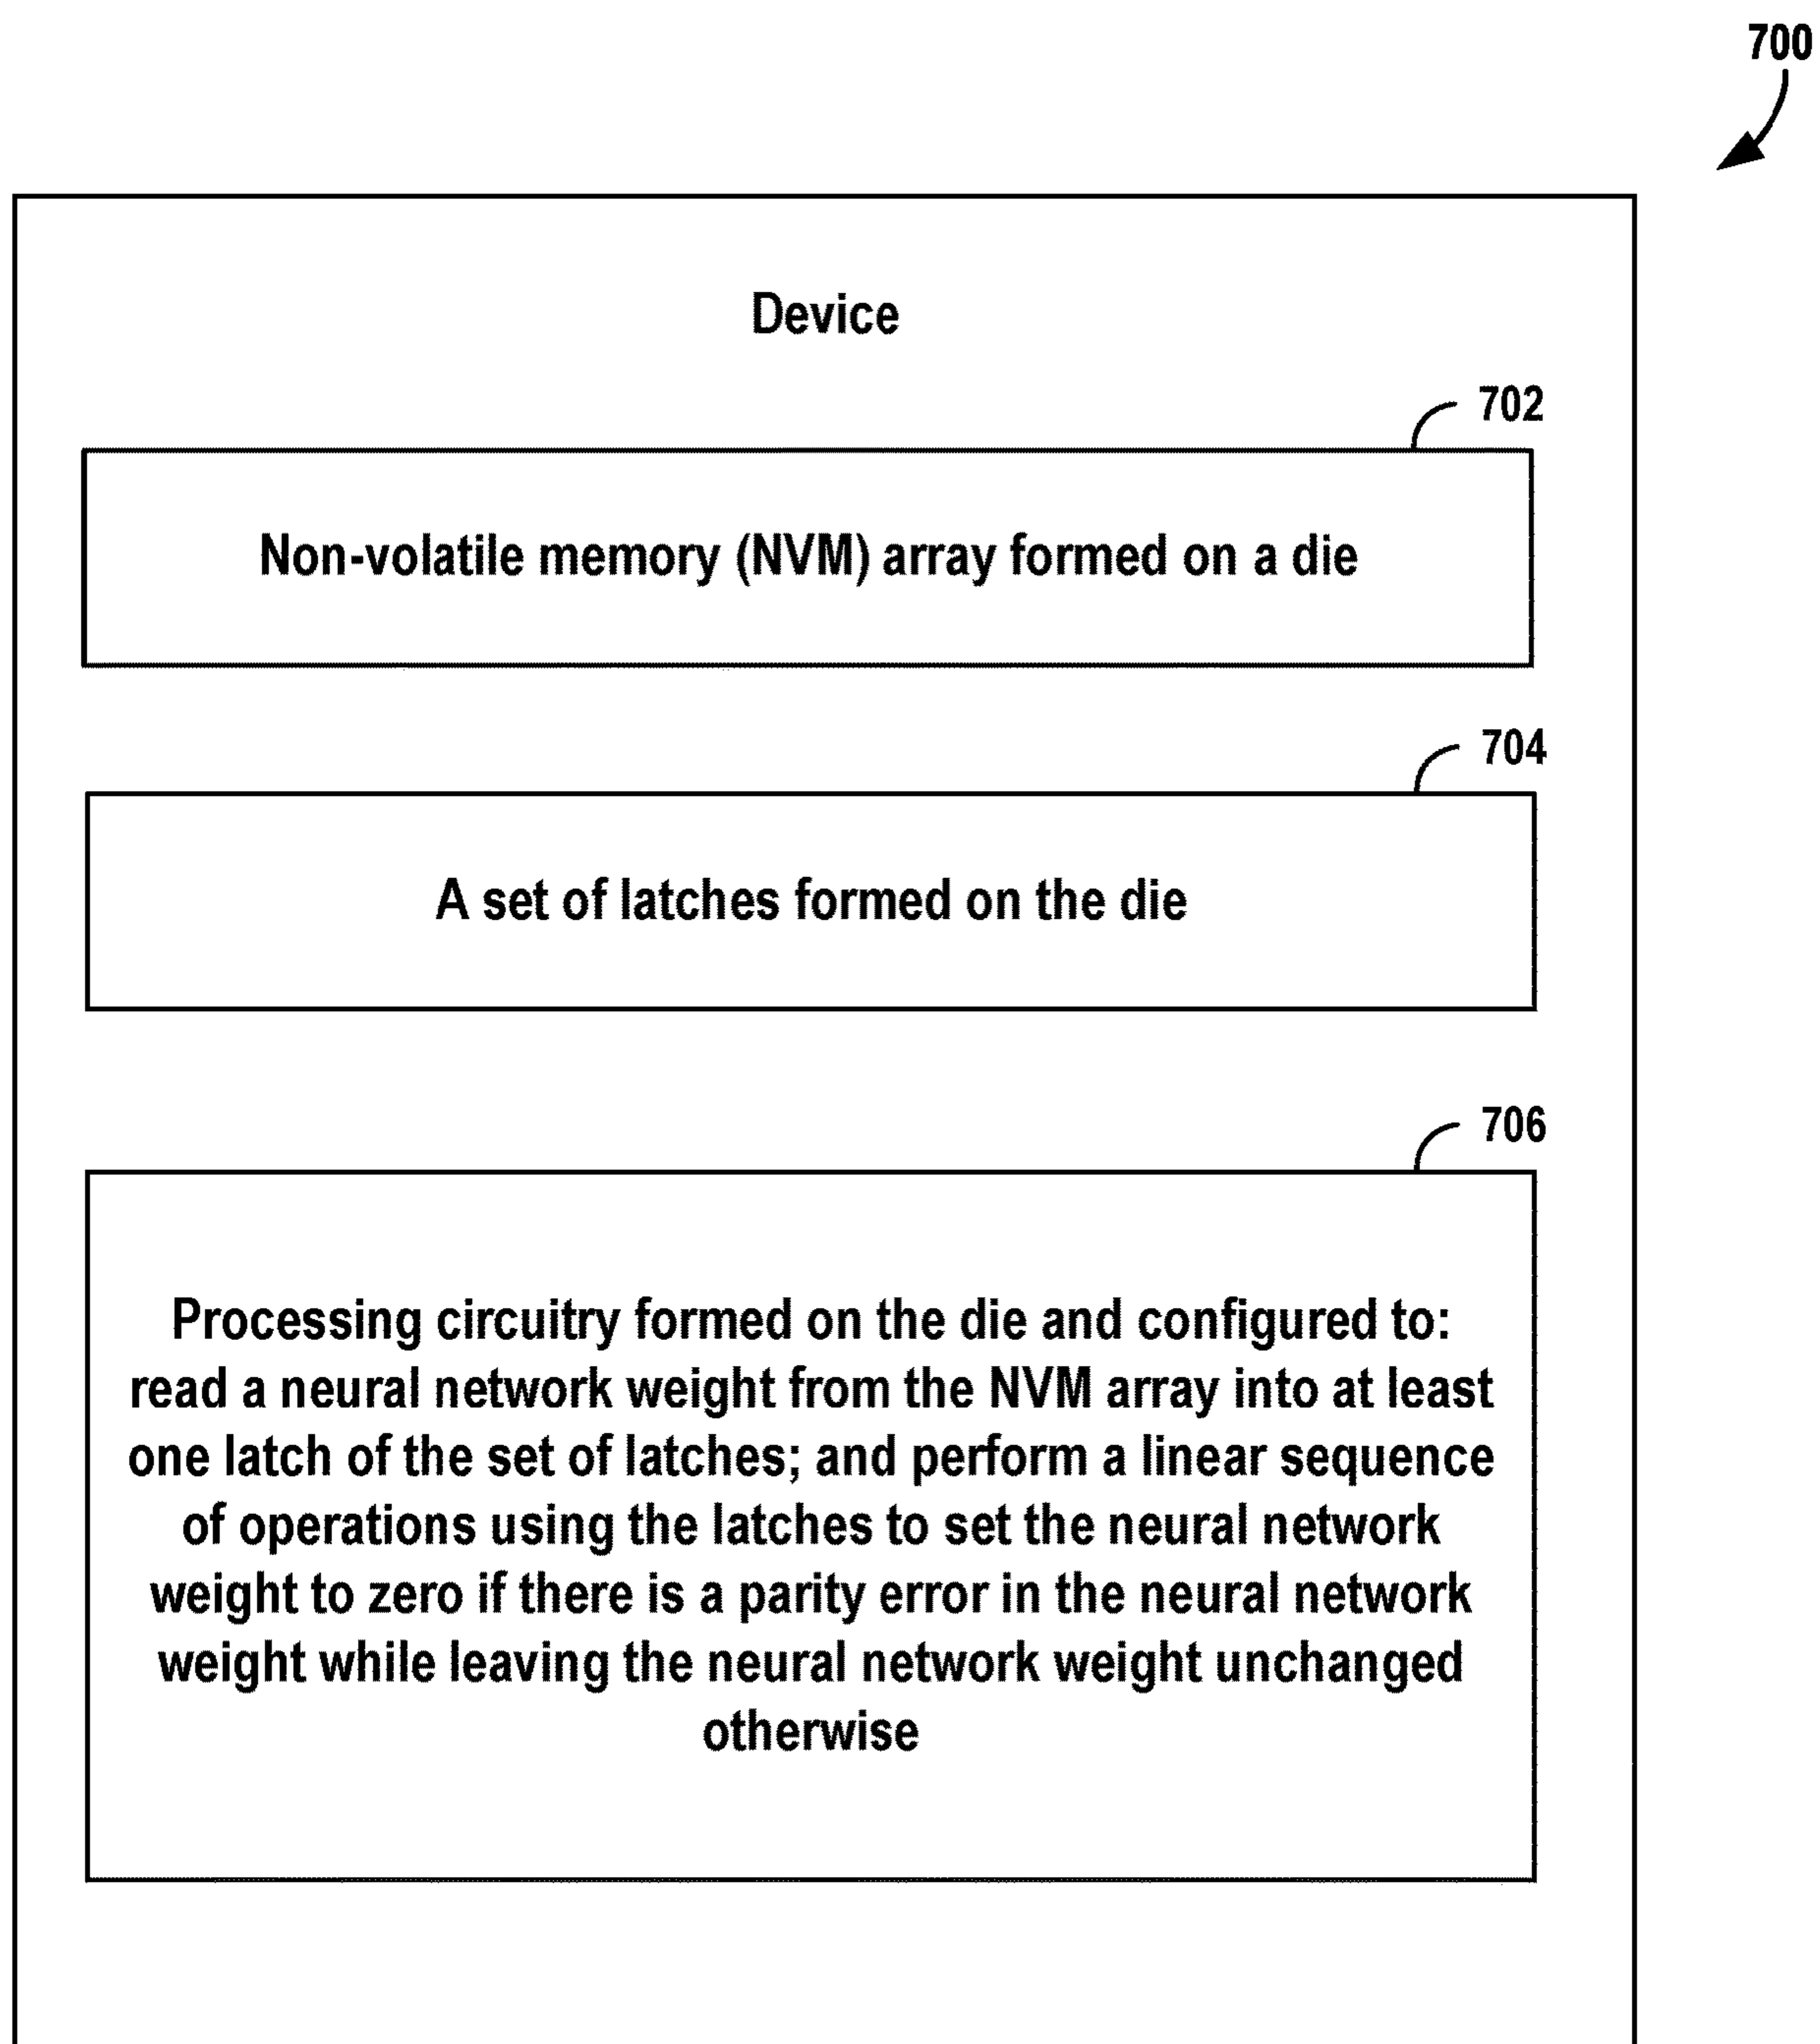 700
Device
702
Non-volatile memory (NVM) array formed on a die
704
A set of latches formed on the die
706
Processing circuitry formed on the die and configured to:
read a neural network weight from the NVM array into at least
one latch of the set of latches; and perform a linear sequence
of operations using the latches to set the neural network
weight to zero if there is a parity error in the neural network
weight while leaving the neural network weight unchanged
otherwise